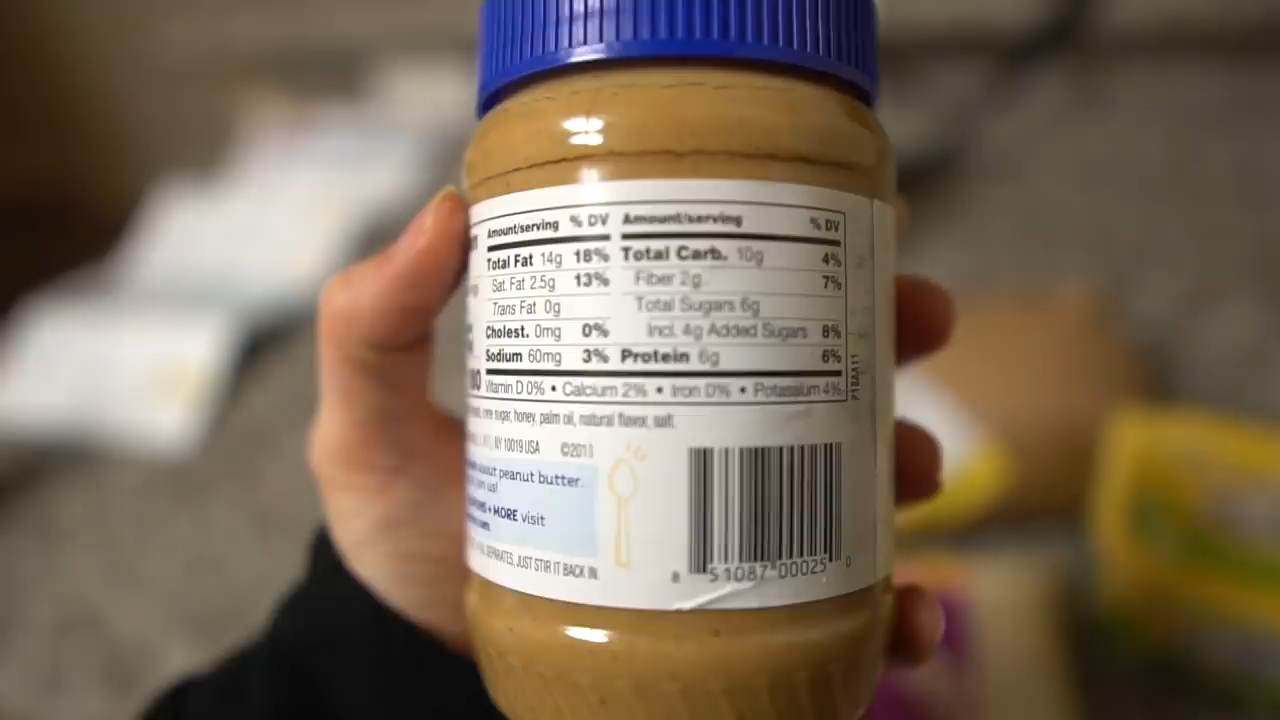 Amount/serving % DV Amount/serving % DV
Total Fat 14g 18% Total Carb. 10g 4%
Sat. Fat 2.5g 13% Fiber 2g 7%
Trans Fat 0g Total Sugars 6g
Cholest. 0mg 0% Incl. 4g Added Sugars 8%
Sodium 60mg 3% Protein 6g 6%
Vitamin D 0% • Calcium 2% • Iron 0% • Potassium 4%
sugar, honey, palm oil, natural flavor, salt.
NY 10019 USA ©2013
about peanut butter.
us!
+ MORE visit
SEPARATES, JUST STIR IT BACK IN.
8 51087 00025 0